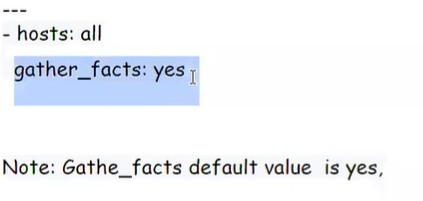 ---
- hosts: all
gather_facts: yes
Note: Gathe_facts default value is yes,